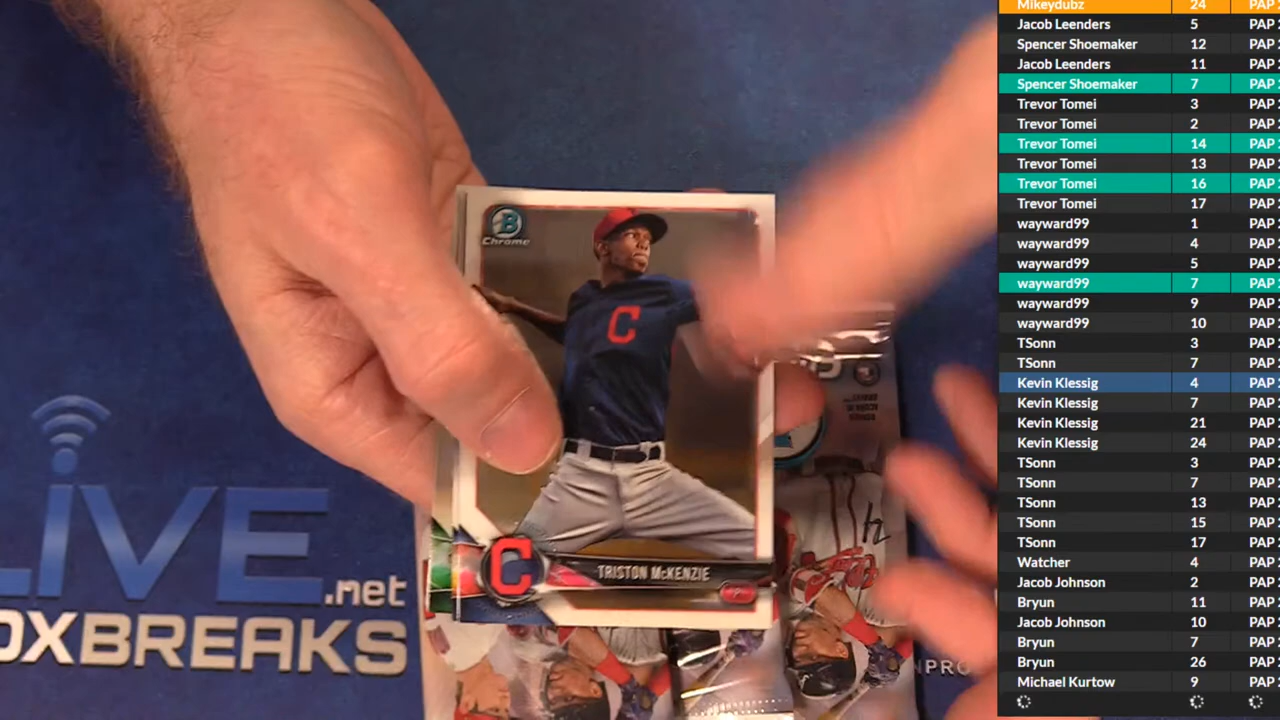 Mikeydubz 24 PAP
Jacob Leenders 5 PAP
Spencer Shoemaker 12 PAP
Jacob Leenders 11 PAP
Spencer Shoemaker 7 PAP
Trevor Tomei 3 PAP
Trevor Tomei 2 PAP
Trevor Tomei 14 PAP
Trevor Tomei 13 PAP
Trevor Tomei 16 PAP
Trevor Tomei 17 PAP
wayward99 1 PAP
wayward99 4 PAP
wayward99 5 PAP
wayward99 7 PAP
wayward99 9 PAP
wayward99 10 PAP
TSonn 3 PAP
TSonn 7 PAP
Kevin Klessig 4 PAP
Kevin Klessig 7 PAP
Kevin Klessig 21 PAP
Kevin Klessig 24 PAP
TSonn 3 PAP
TSonn 7 PAP
TSonn 13 PAP
TSonn 15 PAP
TSonn 17 PAP
Watcher 4 PAP
Jacob Johnson 2 PAP
Bryun 11 PAP
Jacob Johnson 10 PAP
Bryun 7 PAP
Bryun 26 PAP
Michael Kurtow 9 PAP
B
Chrome
C
C
TRISTON McKENZIE
LiVE.net
OXBREAKS
24
NPRO